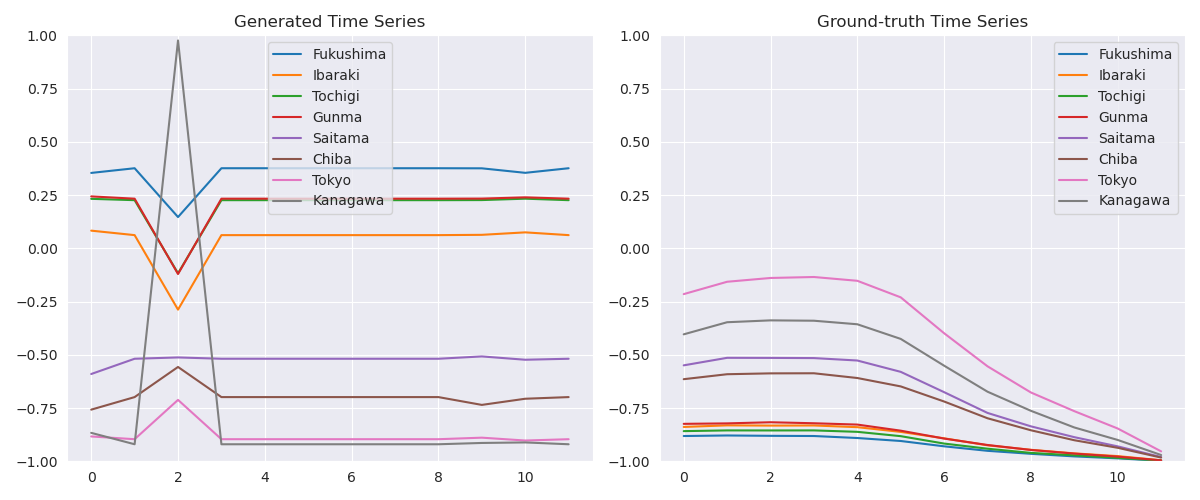 Generated Time Series
1.00
0.75
0.50
0.25
0.00
−0.25
−0.50
−0.75
−1.00
0 2 4 6 8 10
Fukushima
Ibaraki
Tochigi
Gunma
Saitama
Chiba
Tokyo
Kanagawa
Ground-truth Time Series
1.00
0.75
0.50
0.25
0.00
−0.25
−0.50
−0.75
−1.00
0 2 4 6 8 10
Fukushima
Ibaraki
Tochigi
Gunma
Saitama
Chiba
Tokyo
Kanagawa